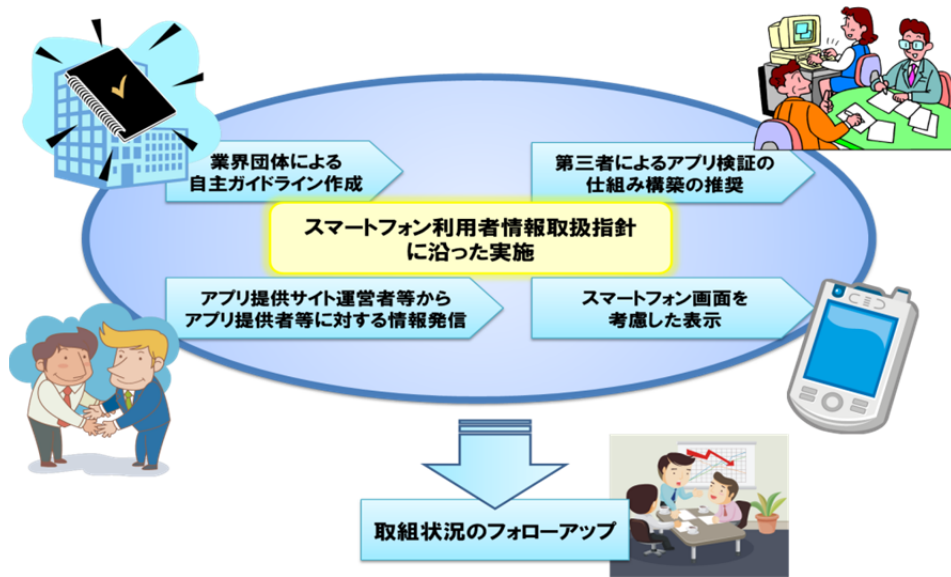 業界団体による
自主ガイドライン作成
第三者によるアプリ検証の
仕組み構築の推奨
スマートフォン利用者情報取扱指針
に沿った実施
アプリ提供サイト運営者等から
アプリ提供者等に対する情報発信
スマートフォン画面を
考慮した表示
取組状況のフォローアップ